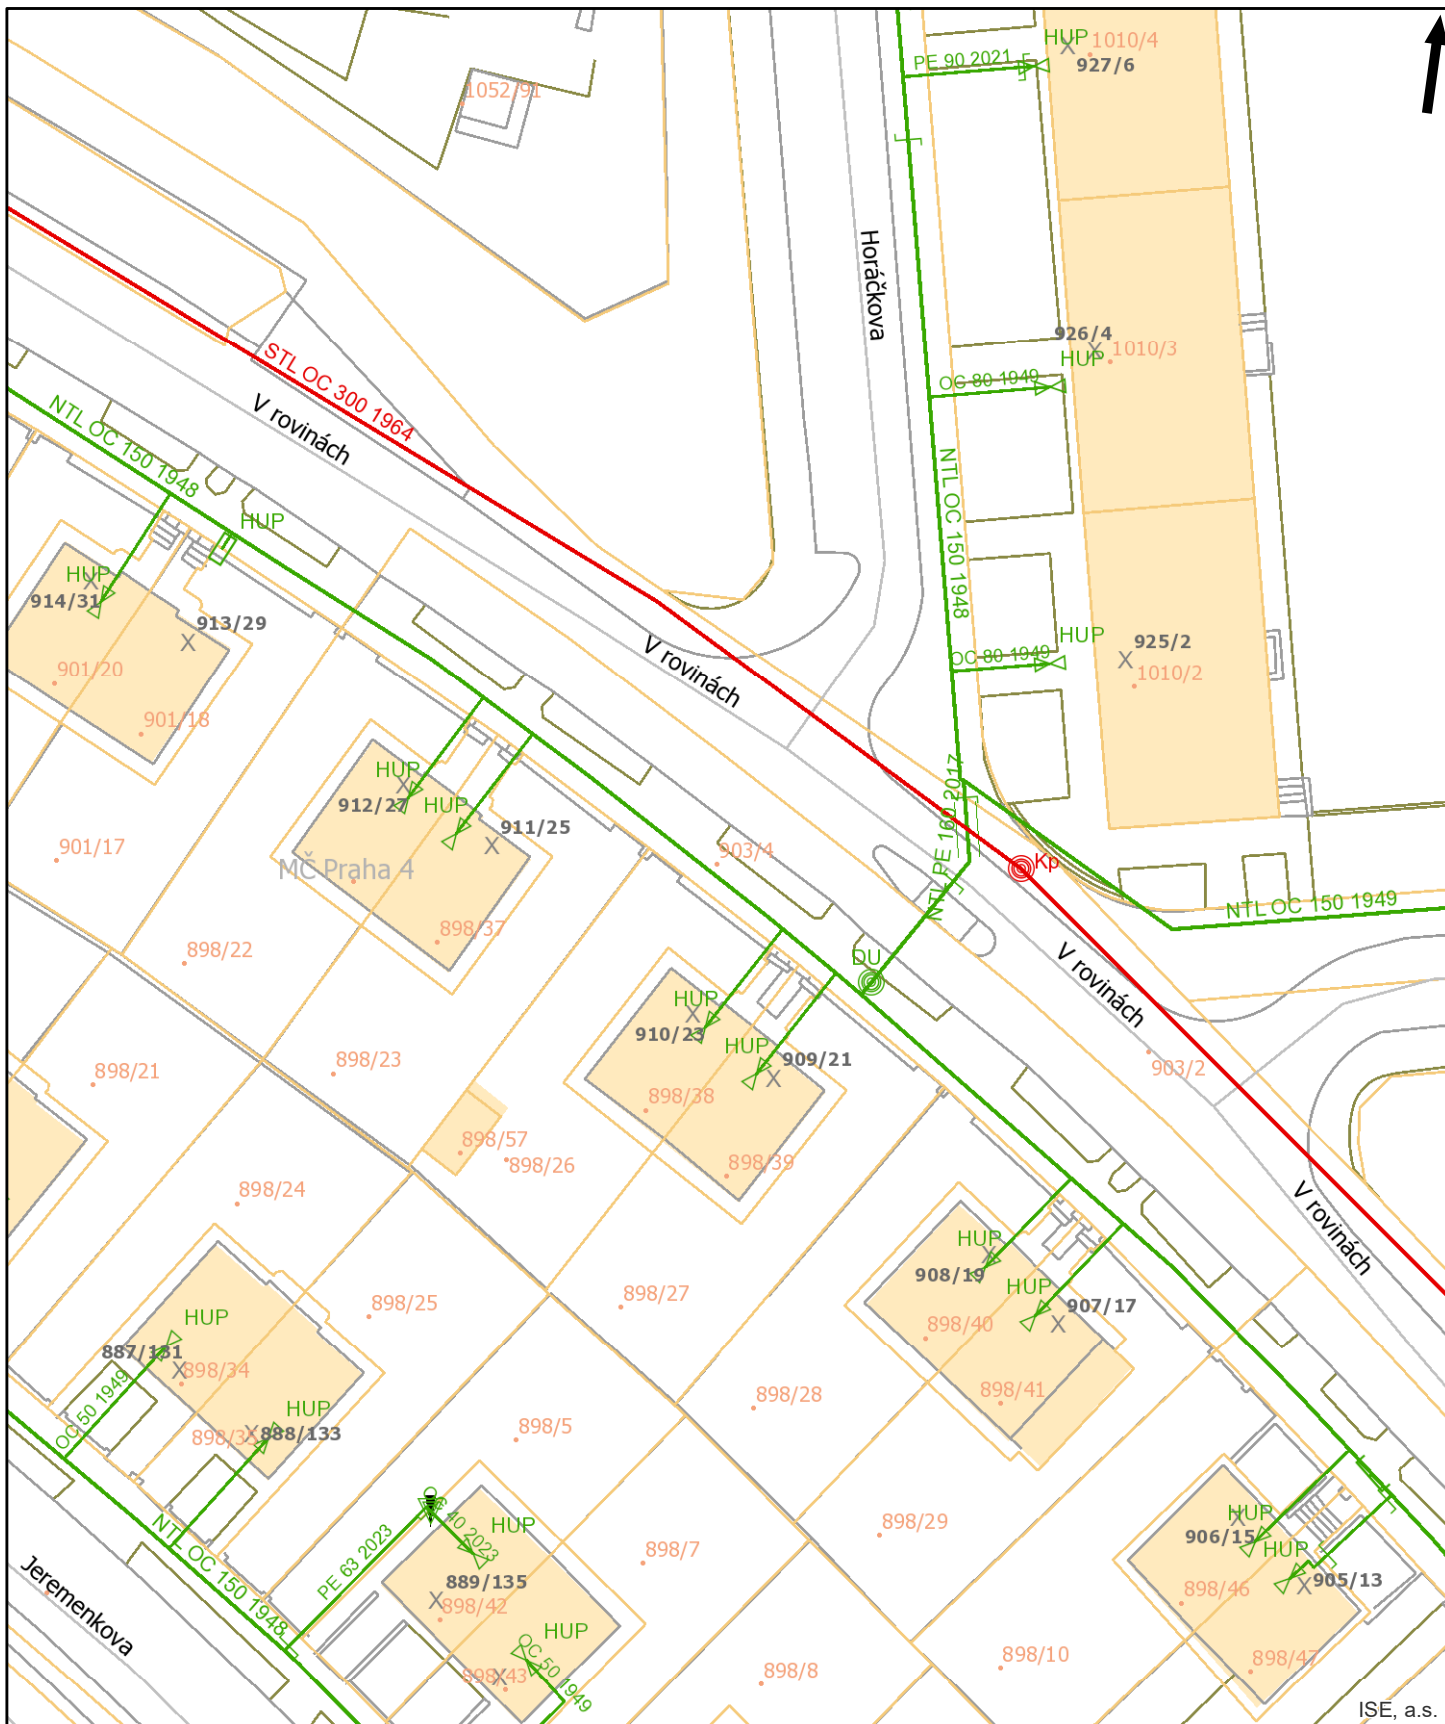 HUP
1010/4
PE 90 2021
927/6
1052/91
Horáčkova
926/4
1010/3
HUP
STL OC 300 1964
OC 80 1949
V rovinách
NTL OC 150 1948
NTL OC 150 1948
HUP
HUP
914/31
913/29
HUP
925/2
V rovinách
OC 80 1949
1010/2
901/20
901/18
HUP
912/27
HUP
911/25
NTL PE 160 2017
901/17
MČ Praha 4
903/4
Kp
NTL OC 150 1949
898/37
898/22
DU
V rovinách
HUP
910/23
HUP
909/21
898/21
898/23
903/2
898/38
898/57
898/26
898/39
898/24
V rovinách
HUP
908/19
HUP
907/17
898/25
898/27
HUP
887/131
898/34
898/40
OC 50 1949
HUP
888/133
898/28
898/41
898/5
OC 40 2023
HUP
HUP
906/15
898/29
NTL OC 150 1948
PE 63 2023
HUP
898/7
889/135
905/13
Jeremenkova
898/42
898/46
HUP
OC 50 1949
898/43
898/8
898/10
898/47
ISE, a.s.